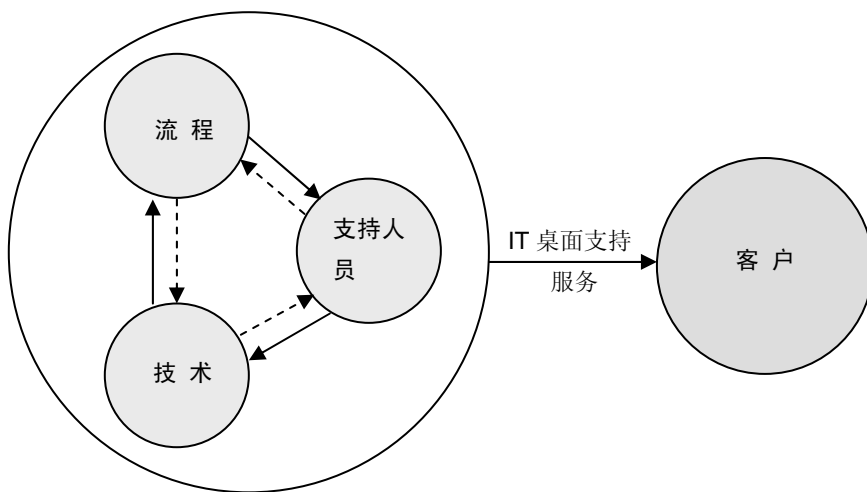 流 程
支持人
员
技 术
IT 桌面支持
服务
客 户